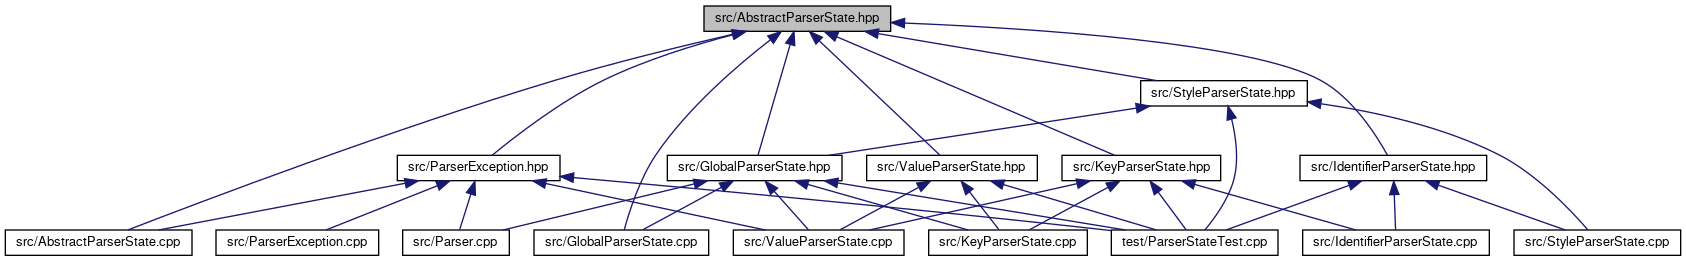 src/AbstractParserState.hpp
src/StyleParserState.hpp
src/ParserException.hpp
src/GlobalParserState.hpp
src/ValueParserState.hpp
src/KeyParserState.hpp
src/IdentifierParserState.hpp
src/AbstractParserState.cpp
src/ParserException.cpp
src/Parser.cpp
src/GlobalParserState.cpp
src/ValueParserState.cpp
src/KeyParserState.cpp
test/ParserStateTest.cpp
src/IdentifierParserState.cpp
src/StyleParserState.cpp